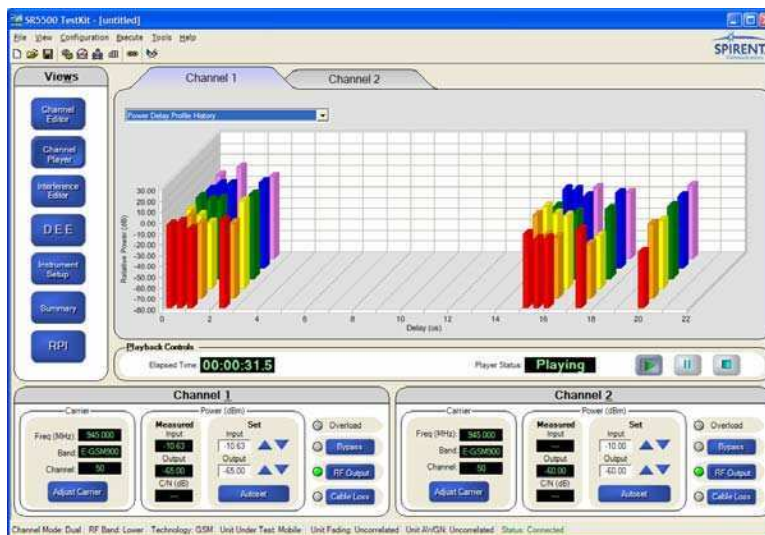 SR5500 TestKit - [untitled]
File View Configuration Execute Tools Help
SPIRENT
Views
Channel Editor
Channel Player
Interference Editor
DEE
Instrument Setup
Summary
RPI
Channel 1
Channel 2
Power Delay Profile History
Relative Power (dB)
30.00
20.00
10.00
0.00
-10.00
-20.00
-30.00
-40.00
-50.00
-60.00
-70.00
-80.00
0 2 4 6 8 10 12 14 16 18 20 22
Delay (us)
Playback Controls
Elapsed Time: 00:00:31.5
Player Status: Playing
Channel 1
Carrier
Freq (MHz): 945.000
Band: E-GSM900
Channel: 50
Adjust Carrier
Power (dBm)
Measured
Input
-10.63
Output
-65.00
C/N (dB)
---
Set
Input
-10.63
Output
-65.00
Autoset
Overload
Bypass
RF Output
Cable Loss
Channel 2
Carrier
Freq (MHz): 945.000
Band: E-GSM900
Channel: 50
Adjust Carrier
Power (dBm)
Measured
Input
---
Output
-60.00
C/N (dB)
---
Set
Input
-10.00
Output
-60.00
Autoset
Overload
Bypass
RF Output
Cable Loss
Channel Mode: Dual RF Band: Lower Technology: GSM Unit Under Test: Mobile Unit Fading: Uncorrelated Unit AWGN: Uncorrelated Status: Connected